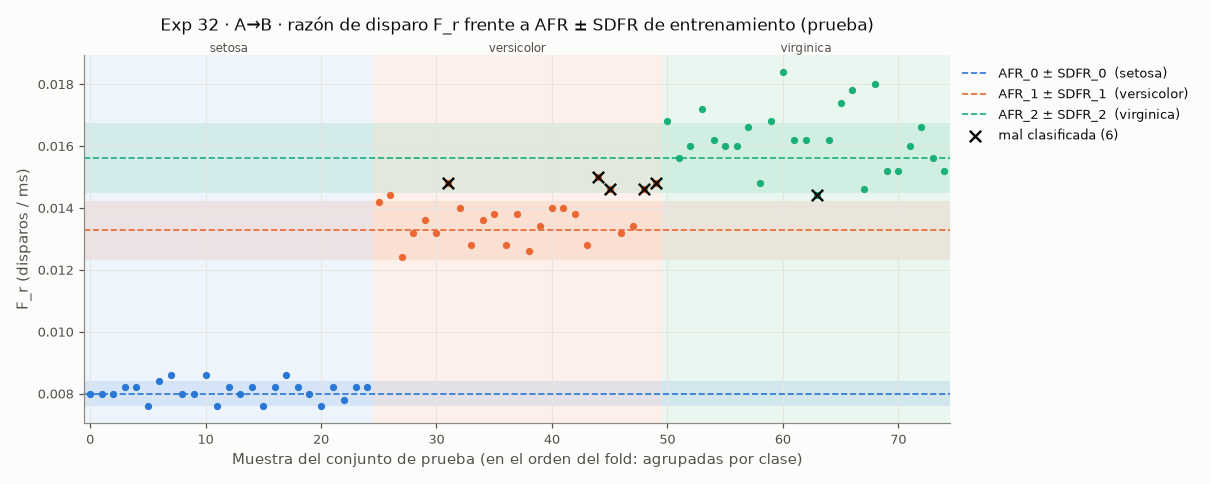 Exp 32 · A→B · razón de disparo F_r frente a AFR ± SDFR de entrenamiento (prueba)
setosa
versicolor
virginica
0.018
0.016
0.014
0.012
0.010
0.008
F_r (disparos / ms)
0
10
20
30
40
50
60
70
Muestra del conjunto de prueba (en el orden del fold: agrupadas por clase)
AFR_0 ± SDFR_0 (setosa)
AFR_1 ± SDFR_1 (versicolor)
AFR_2 ± SDFR_2 (virginica)
mal clasificada (6)